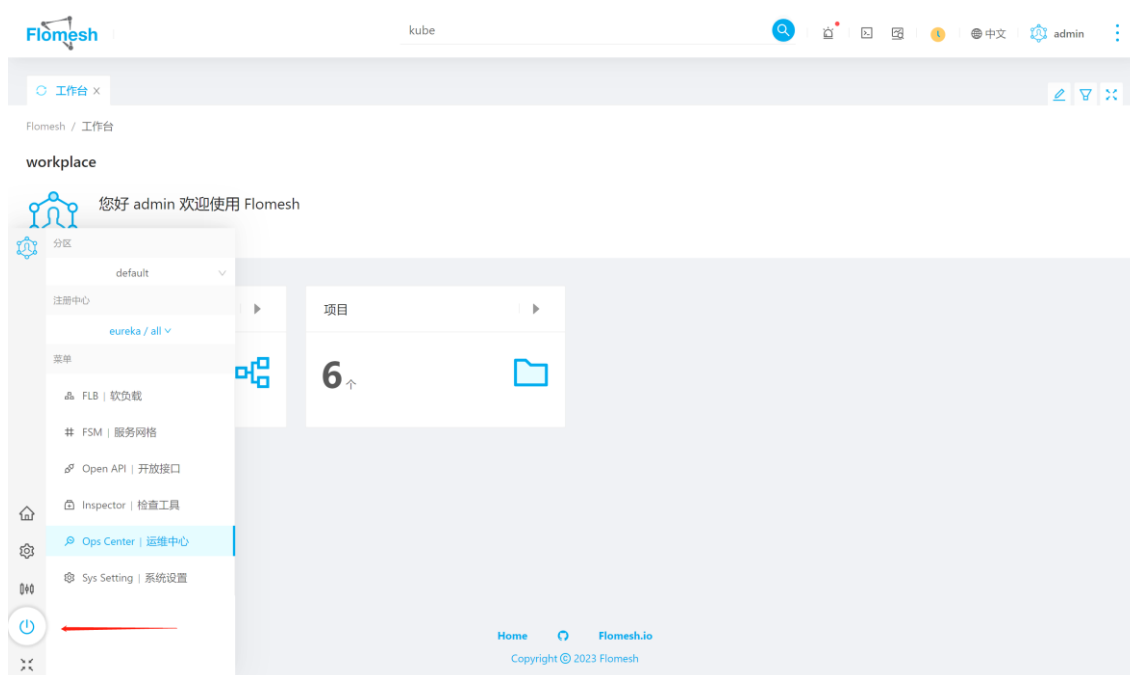 Flomesh
kube
中文
admin
工作台 ×
Flomesh / 工作台
workplace
您好 admin 欢迎使用 Flomesh
分区
default
注册中心
eureka / all
菜单
FLB | 软负载
FSM | 服务网格
Open API | 开放接口
Inspector | 检查工具
Ops Center | 运维中心
Sys Setting | 系统设置
项目
6 个
Home Flomesh.io
Copyright © 2023 Flomesh